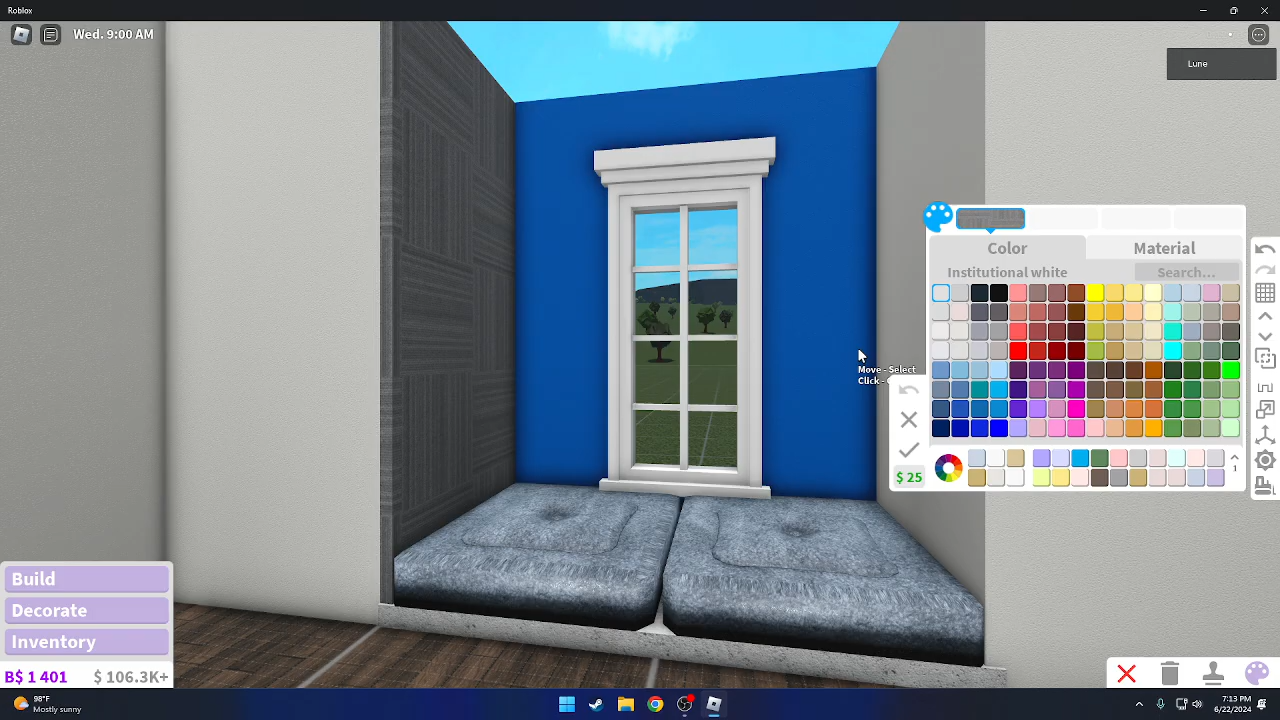 Roblox
Wed. 9:00 AM
Lune
Color
Material
Institutional white
Search...
Move - Select
Click -
$ 25
1
Build
Decorate
Inventory
B$ 1 401
$ 106.3K+
98°F
Mostly sunny
7:13 PM
6/22/2024